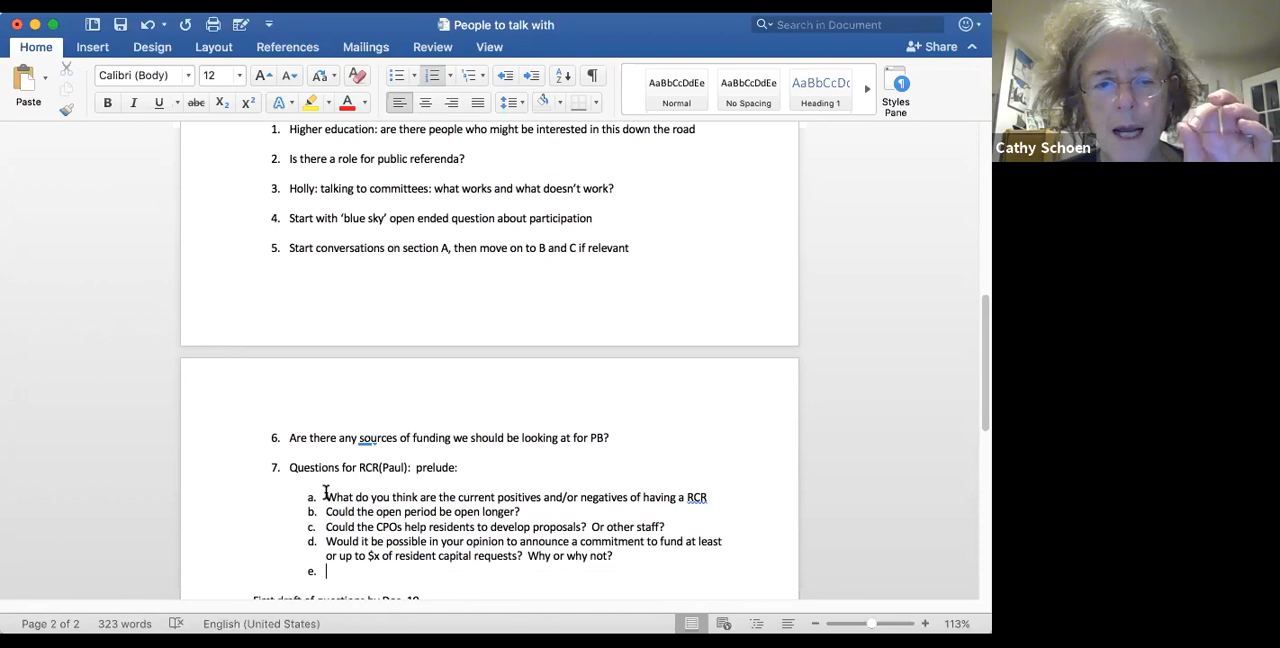 People to talk with
Search in Document
Home Insert Design Layout References Mailings Review View Share
Paste
Calibri (Body) 12
AaBbCcDdEe AaBbCcDdEe AaBbCcDc
Normal No Spacing Heading 1
Styles
Pane
Cathy Schoen
1. Higher education: are there people who might be interested in this down the road
2. Is there a role for public referenda?
3. Holly: talking to committees: what works and what doesn't work?
4. Start with 'blue sky' open ended question about participation
5. Start conversations on section A, then move on to B and C if relevant
6. Are there any sources of funding we should be looking at for PB?
7. Questions for RCR(Paul): prelude:
a. What do you think are the current positives and/or negatives of having a RCR
b. Could the open period be open longer?
c. Could the CPOs help residents to develop proposals? Or other staff?
d. Would it be possible in your opinion to announce a commitment to fund at least
or up to $x of resident capital requests? Why or why not?
e.
First draft of questions by Dec. 10
Page 2 of 2 323 words English (United States) 113%